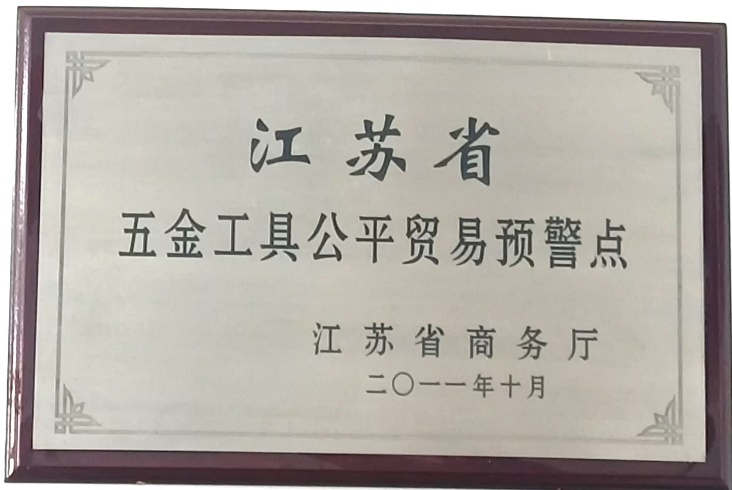 江苏省
五金工具公平贸易预警点
江苏省商务厅
二〇一一年十月